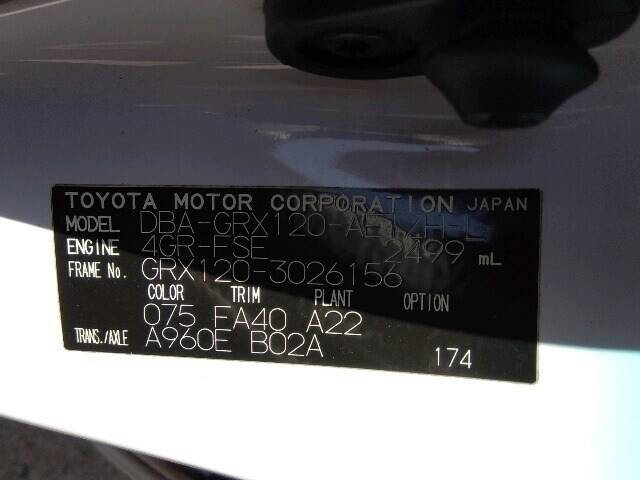 TOYOTA MOTOR CORPORATION JAPAN
MODEL DBA-GRX120-AETLH-L
ENGINE 4GR-FSE 2499 mL
FRAME No. GRX120-3026156
COLOR TRIM PLANT OPTION
075 FA40 A22
TRANS./AXLE A960E B02A
174